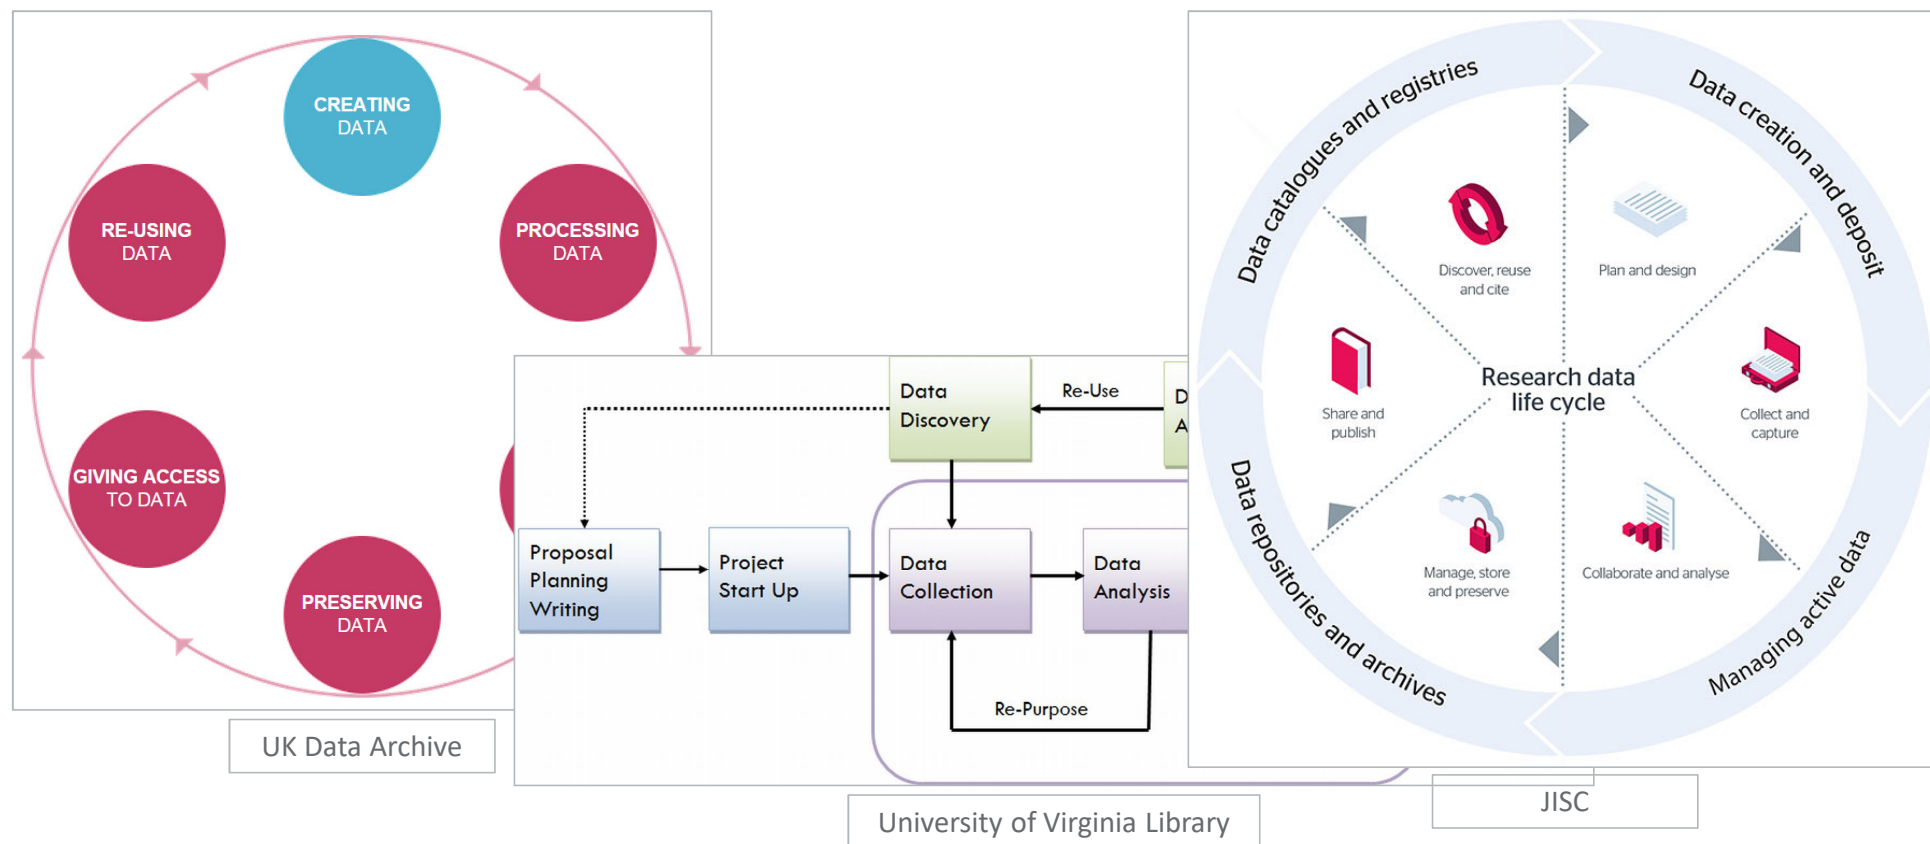 CREATING
DATA
PROCESSING
DATA
RE-USING
DATA
GIVING ACCESS
TO DATA
PRESERVING
DATA
UK Data Archive
Data
Discovery
Re-Use
D
A
Proposal
Planning
Writing
Project
Start Up
Data
Collection
Data
Analysis
Re-Purpose
University of Virginia Library
Data catalogues and registries
Data creation and deposit
Discover, reuse
and cite
Plan and design
Share and
publish
Research data
life cycle
Collect and
capture
Manage, store
and preserve
Collaborate and analyse
Data repositories and archives
Managing active data
JISC